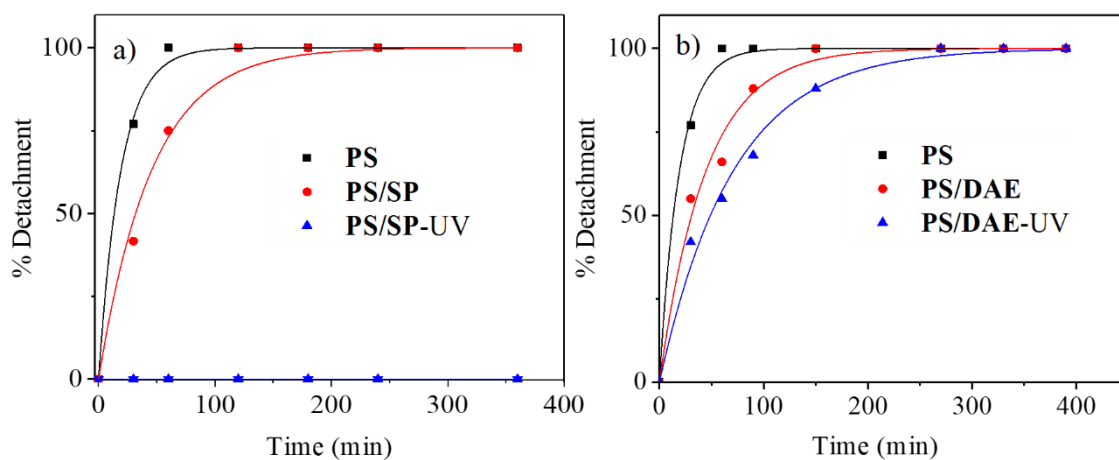 a)
100
50
0
% Detachment
PS
PS/SP
PS/SP-UV
0 100 200 300 400
Time (min)
b)
100
50
0
% Detachment
PS
PS/DAE
PS/DAE-UV
0 100 200 300 400
Time (min)